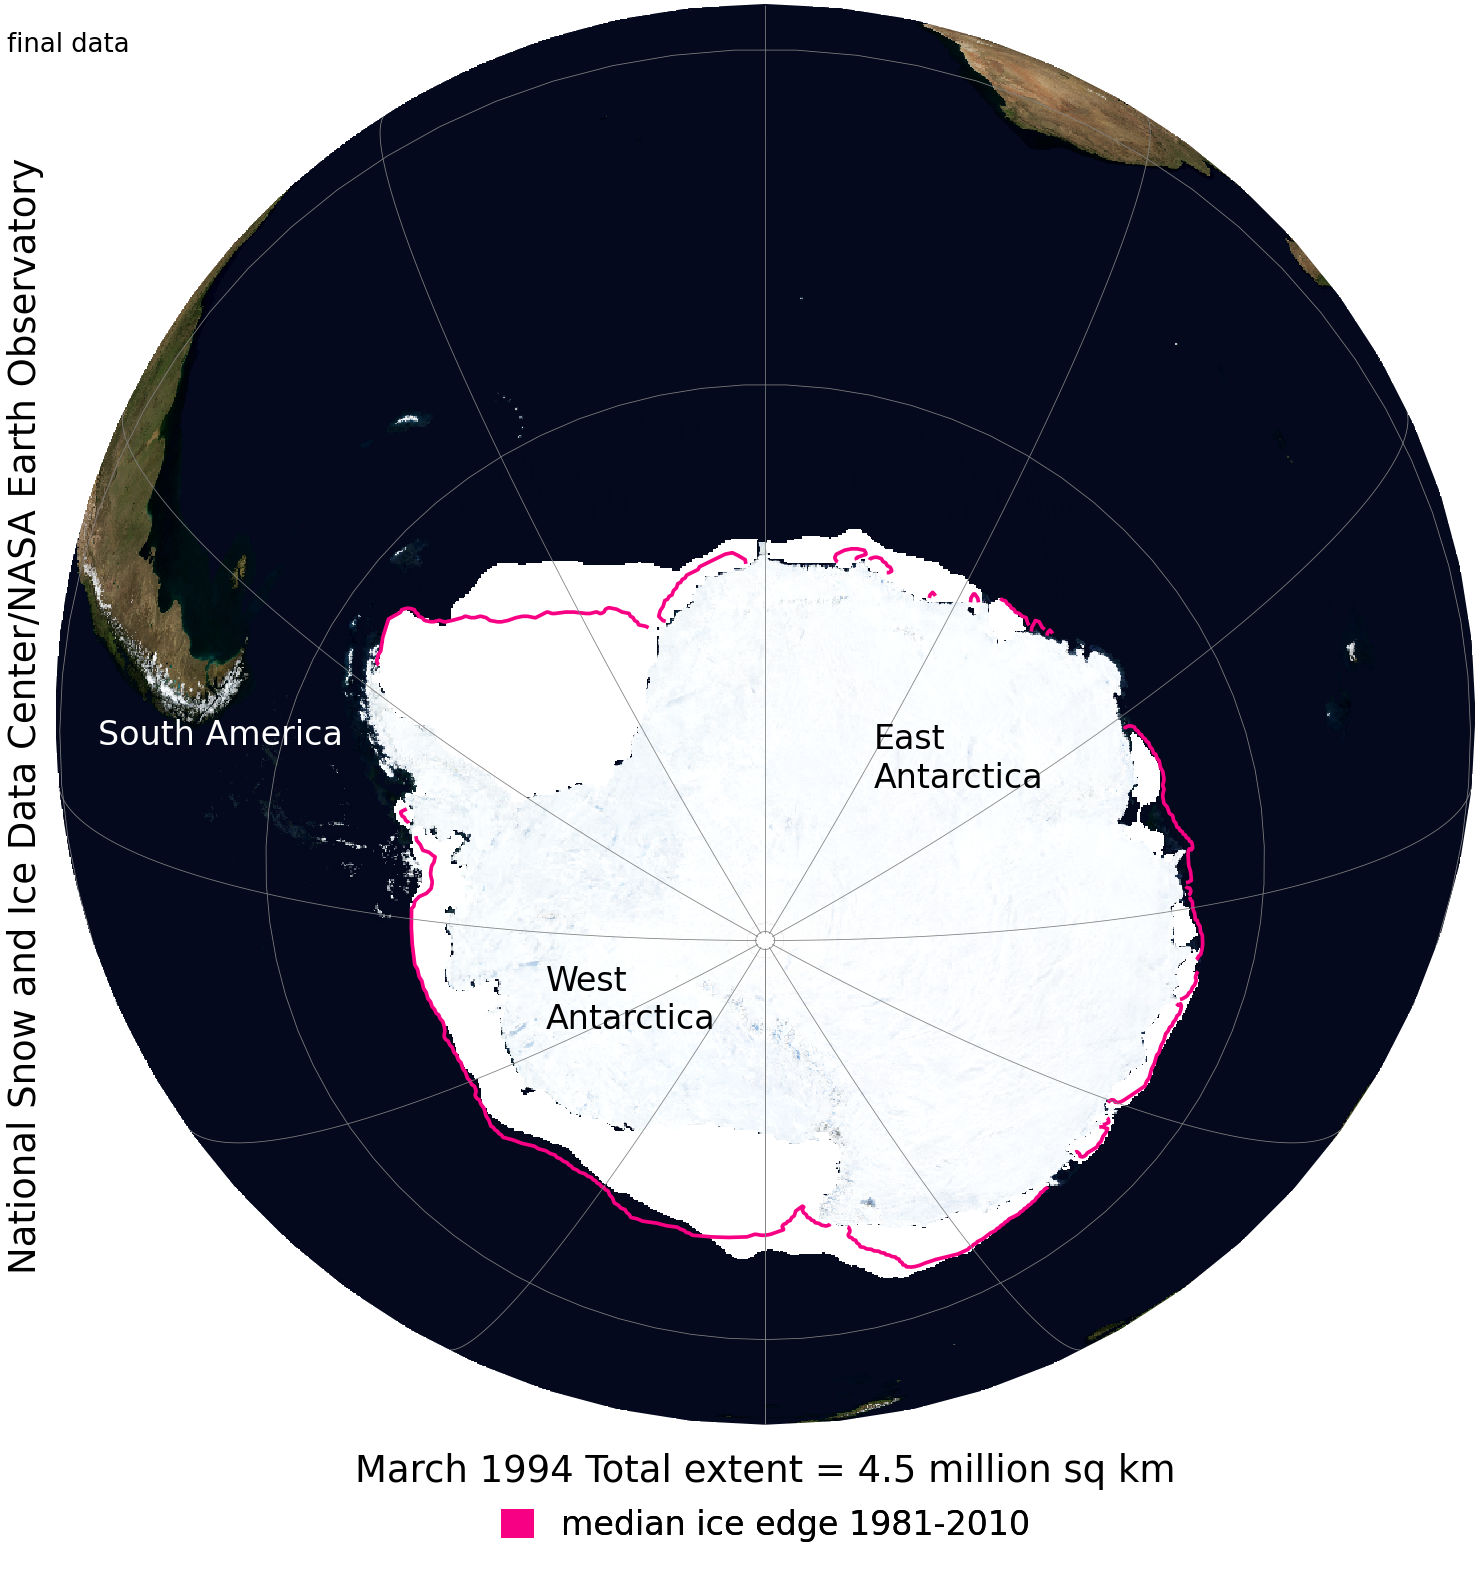 final data
National Snow and Ice Data Center/NASA Earth Observatory
South America
East
Antarctica
West
Antarctica
March 1994 Total extent = 4.5 million sq km
median ice edge 1981-2010